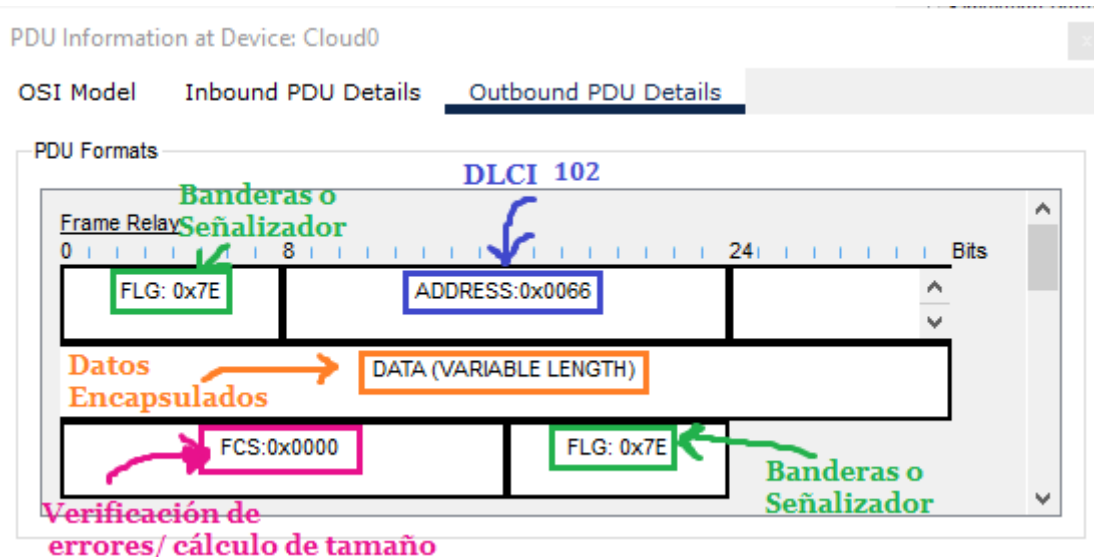 PDU Information at Device: Cloud0
x
OSI Model Inbound PDU Details Outbound PDU Details
PDU Formats
DLCI 102
Banderas o
Señalizador
Frame Relay
0 8 24 Bits
FLG: 0x7E ADDRESS:0x0066
Datos
Encapsulados
DATA (VARIABLE LENGTH)
FCS:0x0000 FLG: 0x7E
Banderas o
Señalizador
Verificación de
errores/ cálculo de tamaño